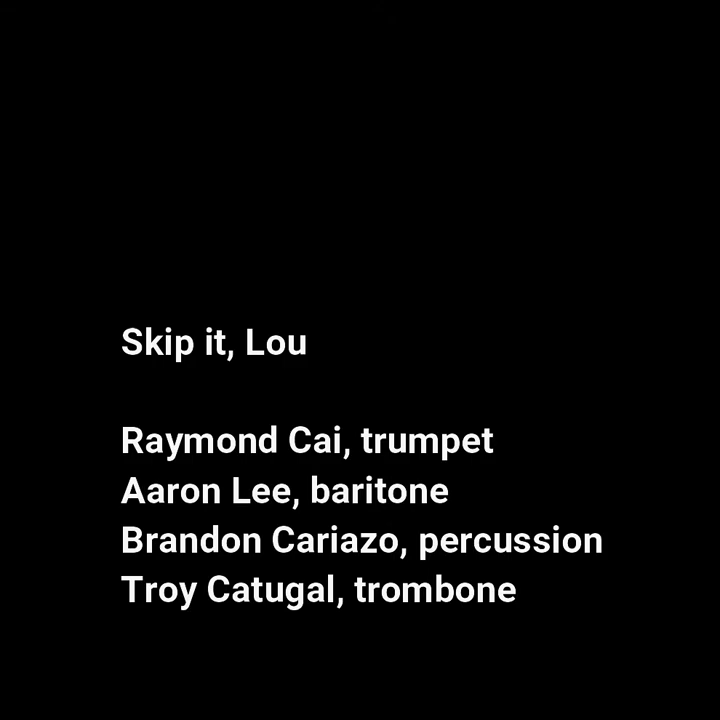 Skip it, Lou
Raymond Cai, trumpet
Aaron Lee, baritone
Brandon Cariazo, percussion
Troy Catugal, trombone